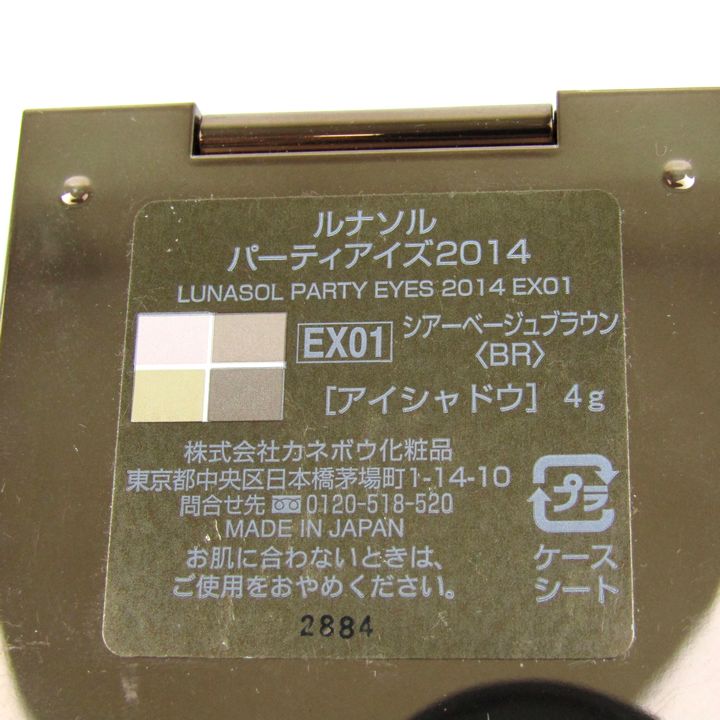 ルナソル
パーティアイズ2014
LUNASOL PARTY EYES 2014 EX01
EX01 シアーベージュブラウン
〈BR〉
[アイシャドウ] 4g
株式会社カネボウ化粧品
東京都中央区日本橋茅場町1-14-10
問合せ先 0120-518-520
MADE IN JAPAN
お肌に合わないときは、
ご使用をおやめください。
プラ
ケース
シート
2884